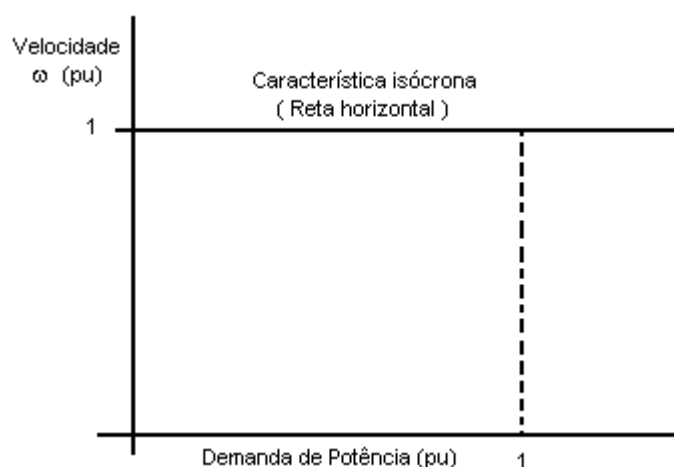 Velocidade
ω (pu)
Característica isócrona
( Reta horizontal )
1
Demanda de Potência (pu)
1